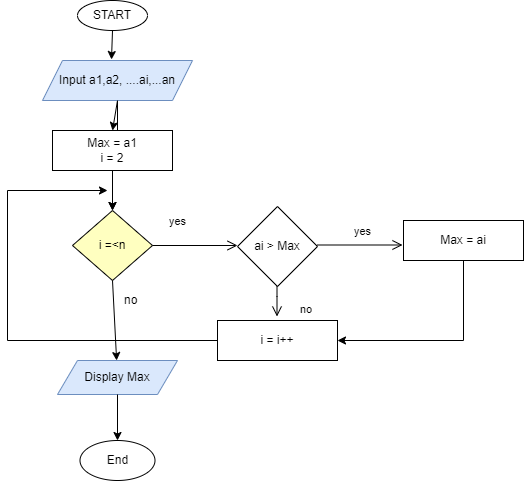 START
Input a1,a2, ....ai,...an
Max = a1
i = 2
i =<n
yes
ai > Max
yes
Max = ai
no
no
i = i++
Display Max
End